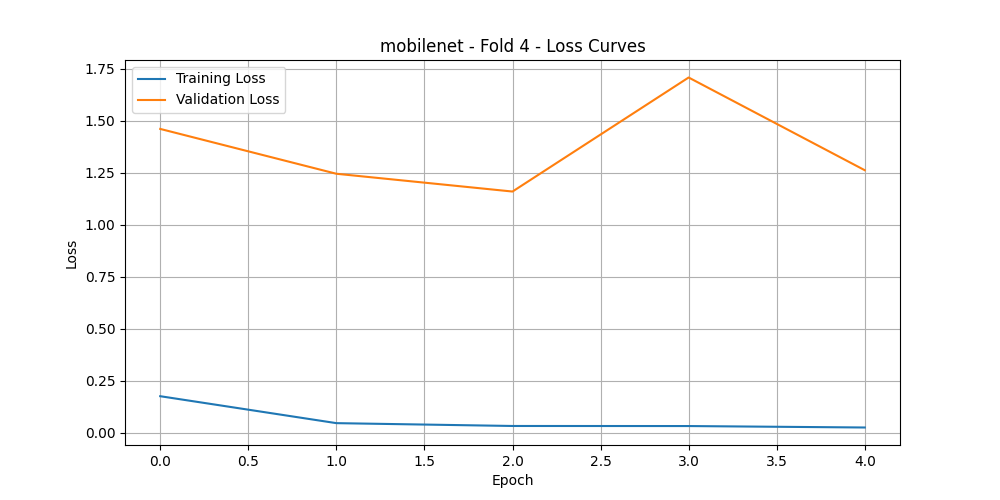 mobilenet - Fold 4 - Loss Curves
Training Loss
Validation Loss
1.75
1.50
1.25
1.00
0.75
0.50
0.25
0.00
Loss
0.0 0.5 1.0 1.5 2.0 2.5 3.0 3.5 4.0
Epoch